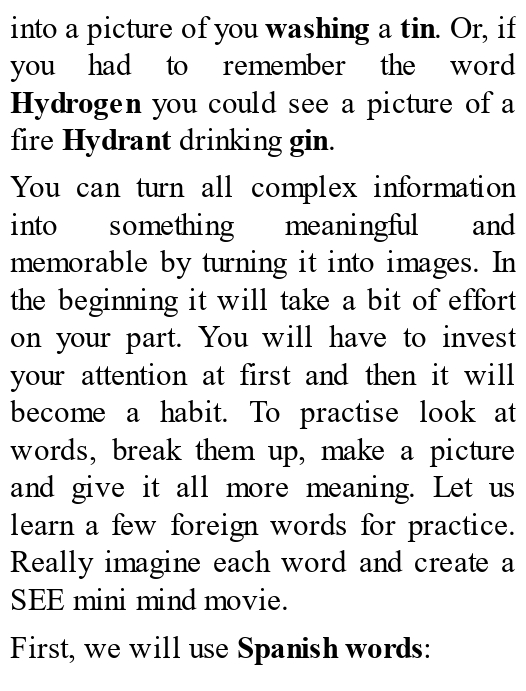 into a picture of you washing a tin. Or, if
you had to remember the word
Hydrogen you could see a picture of a
fire Hydrant drinking gin.
You can turn all complex information
into something meaningful and
memorable by turning it into images. In
the beginning it will take a bit of effort
on your part. You will have to invest
your attention at first and then it will
become a habit. To practise look at
words, break them up, make a picture
and give it all more meaning. Let us
learn a few foreign words for practice.
Really imagine each word and create a
SEE mini mind movie.
First, we will use Spanish words: